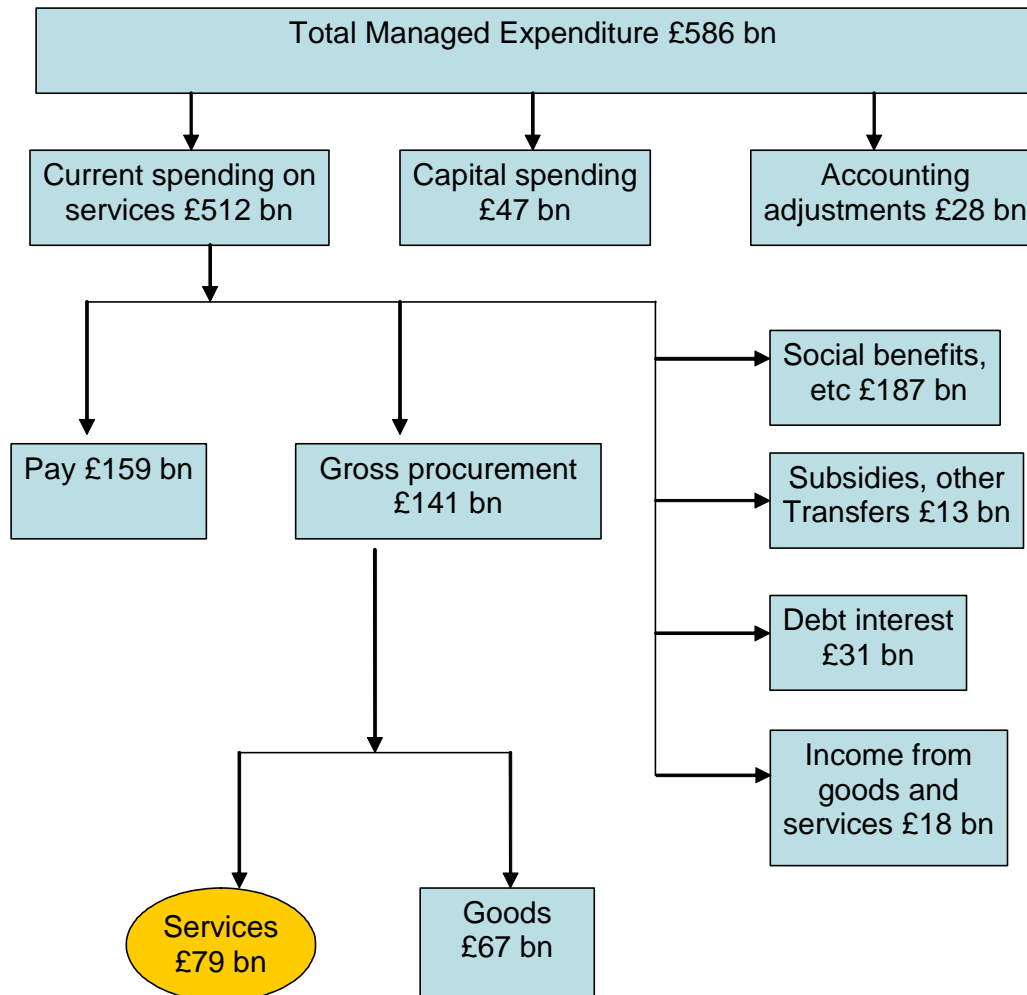 Total Managed Expenditure £586 bn
Current spending on
services £512 bn
Capital spending
£47 bn
Accounting
adjustments £28 bn
Social benefits,
etc £187 bn
Pay £159 bn
Gross procurement
£141 bn
Subsidies, other
Transfers £13 bn
Debt interest
£31 bn
Income from
goods and
services £18 bn
Services
£79 bn
Goods
£67 bn